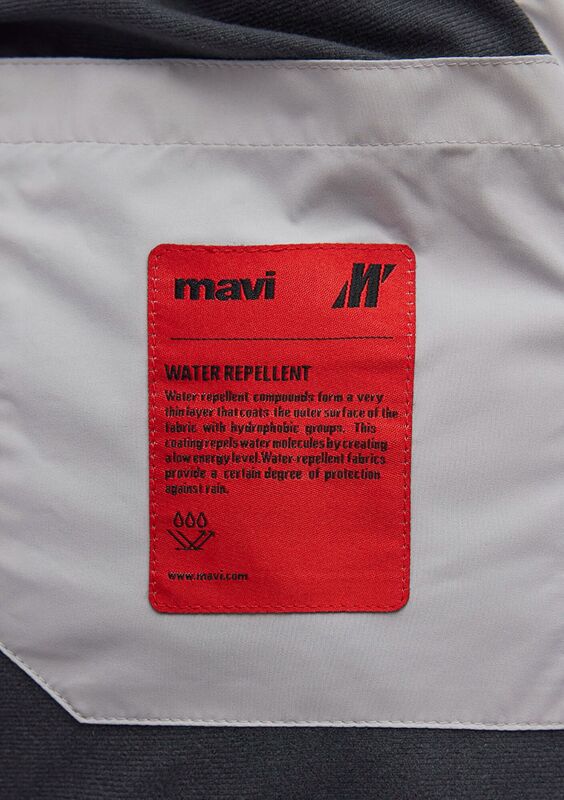 mavi M
WATER REPELLENT
Water repellent compounds form a very
thin layer that coats the outer surface of the
fabric with hydrophobic groups. This
coating repels water molecules by creating
a low energy level. Water-repellent fabrics
provide a certain degree of protection
against rain.
www.mavi.com